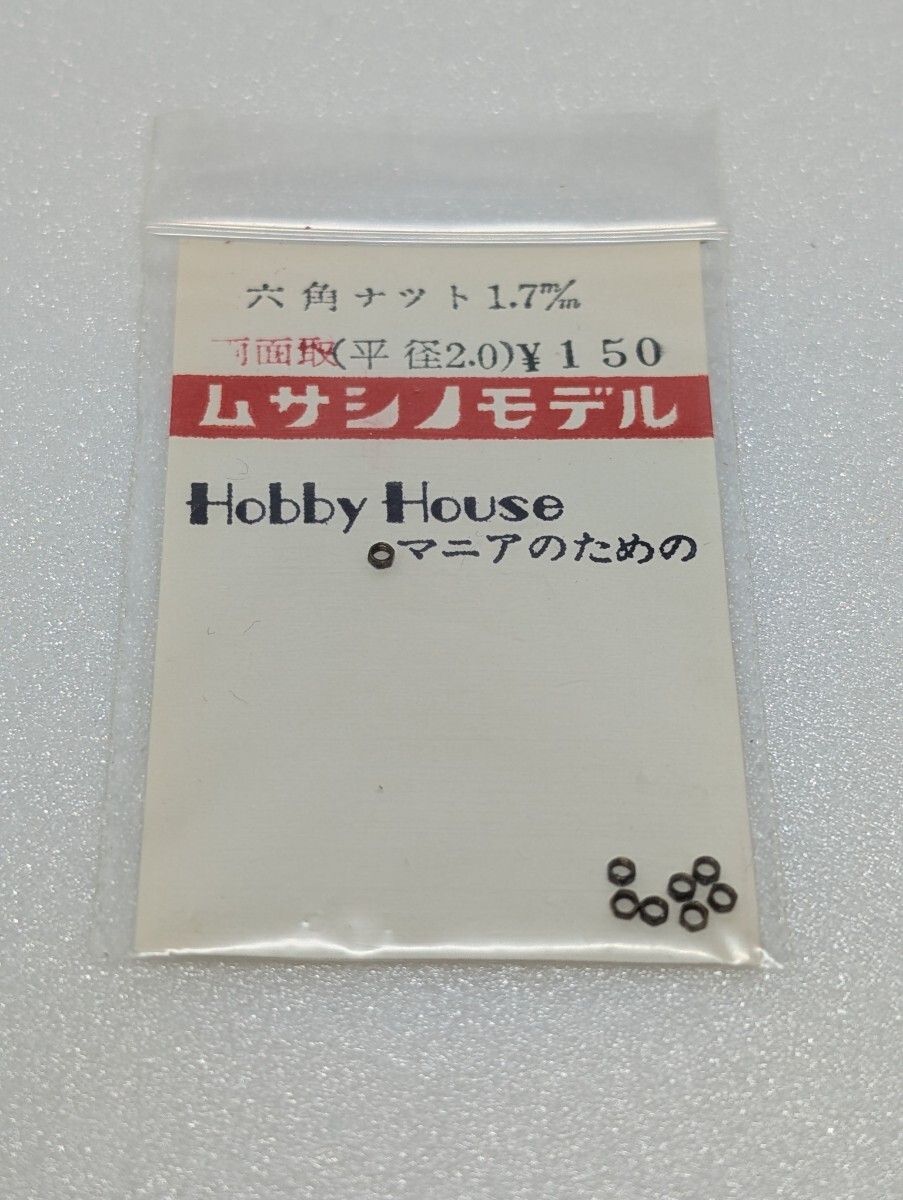 六角ナット1.7m/m
両面取(平径2.0)¥150
ムサシノモデル
Hobby House
マニアのための